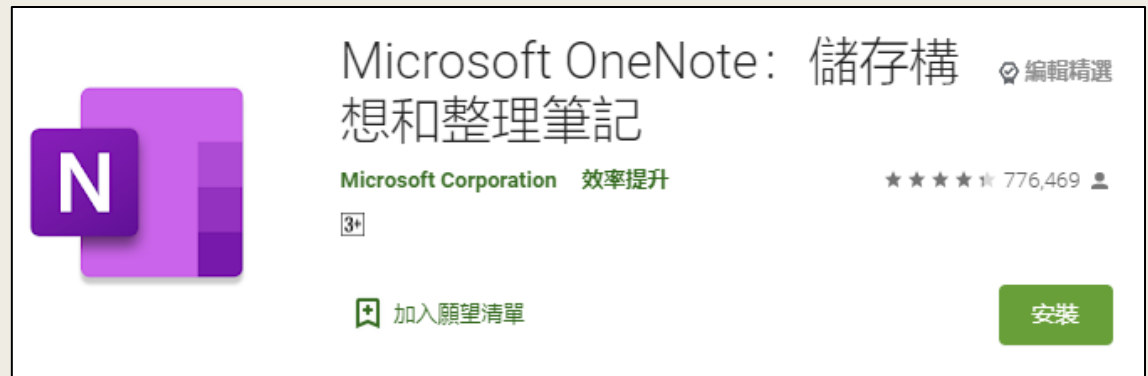 Microsoft OneNote：儲存構
想和整理筆記
編輯精選
Microsoft Corporation 效率提升
776,469
3+
加入願望清單
安裝
N